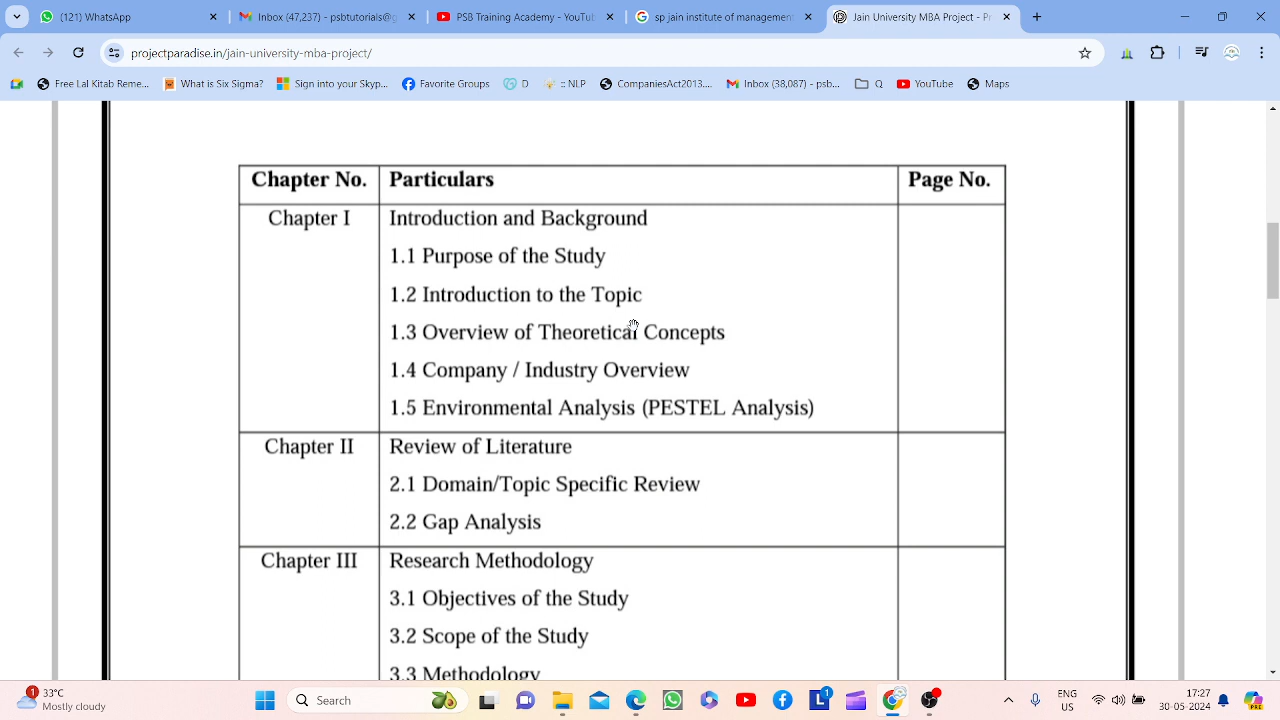 (121) WhatsApp
Inbox (47,237) - psbtutorials@g
PSB Training Academy - YouTu
sp jain institute of managemen
Jain University MBA Project - P
projectparadise.in/jain-university-mba-project/
Free Lal Kitab Reme...
What is Six Sigma?
Sign into your Skyp...
Favorite Groups
D
:: NLP
CompaniesAct2013....
Inbox (38,087) - psb...
Q
YouTube
Maps
Chapter No. Particulars Page No.
Chapter I Introduction and Background
1.1 Purpose of the Study
1.2 Introduction to the Topic
1.3 Overview of Theoretical Concepts
1.4 Company / Industry Overview
1.5 Environmental Analysis (PESTEL Analysis)
Chapter II Review of Literature
2.1 Domain/Topic Specific Review
2.2 Gap Analysis
Chapter III Research Methodology
3.1 Objectives of the Study
3.2 Scope of the Study
3.3 Methodology
1
33°C
Mostly cloudy
Search
1
ENG
US
17:27
30-05-2024